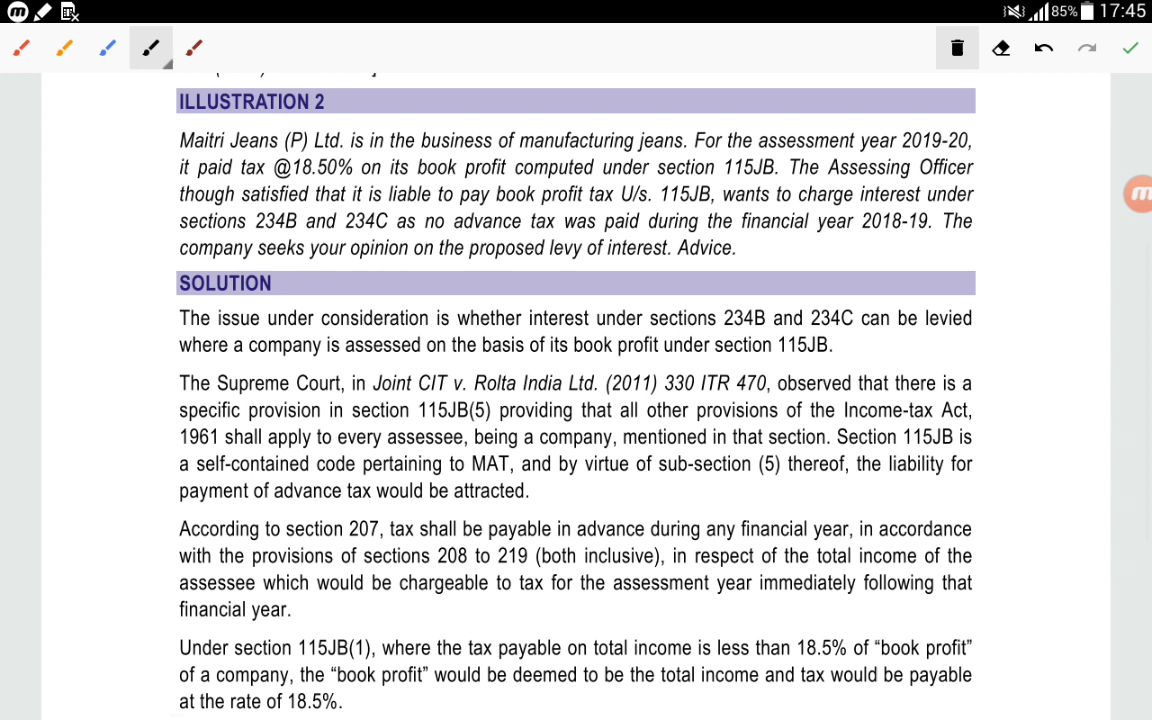 85% 17:45
ILLUSTRATION 2
Maitri Jeans (P) Ltd. is in the business of manufacturing jeans. For the assessment year 2019-20,
it paid tax @18.50% on its book profit computed under section 115JB. The Assessing Officer
though satisfied that it is liable to pay book profit tax U/s. 115JB, wants to charge interest under
sections 234B and 234C as no advance tax was paid during the financial year 2018-19. The
company seeks your opinion on the proposed levy of interest. Advice.
SOLUTION
The issue under consideration is whether interest under sections 234B and 234C can be levied
where a company is assessed on the basis of its book profit under section 115JB.
The Supreme Court, in Joint CIT v. Rolta India Ltd. (2011) 330 ITR 470, observed that there is a
specific provision in section 115JB(5) providing that all other provisions of the Income-tax Act,
1961 shall apply to every assessee, being a company, mentioned in that section. Section 115JB is
a self-contained code pertaining to MAT, and by virtue of sub-section (5) thereof, the liability for
payment of advance tax would be attracted.
According to section 207, tax shall be payable in advance during any financial year, in accordance
with the provisions of sections 208 to 219 (both inclusive), in respect of the total income of the
assessee which would be chargeable to tax for the assessment year immediately following that
financial year.
Under section 115JB(1), where the tax payable on total income is less than 18.5% of “book profit”
of a company, the “book profit” would be deemed to be the total income and tax would be payable
at the rate of 18.5%.